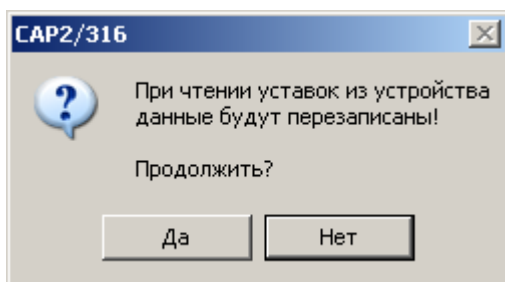 CAP2/316
При чтении уставок из устройства
данные будут перезаписаны!
Продолжить?
Да
Нет